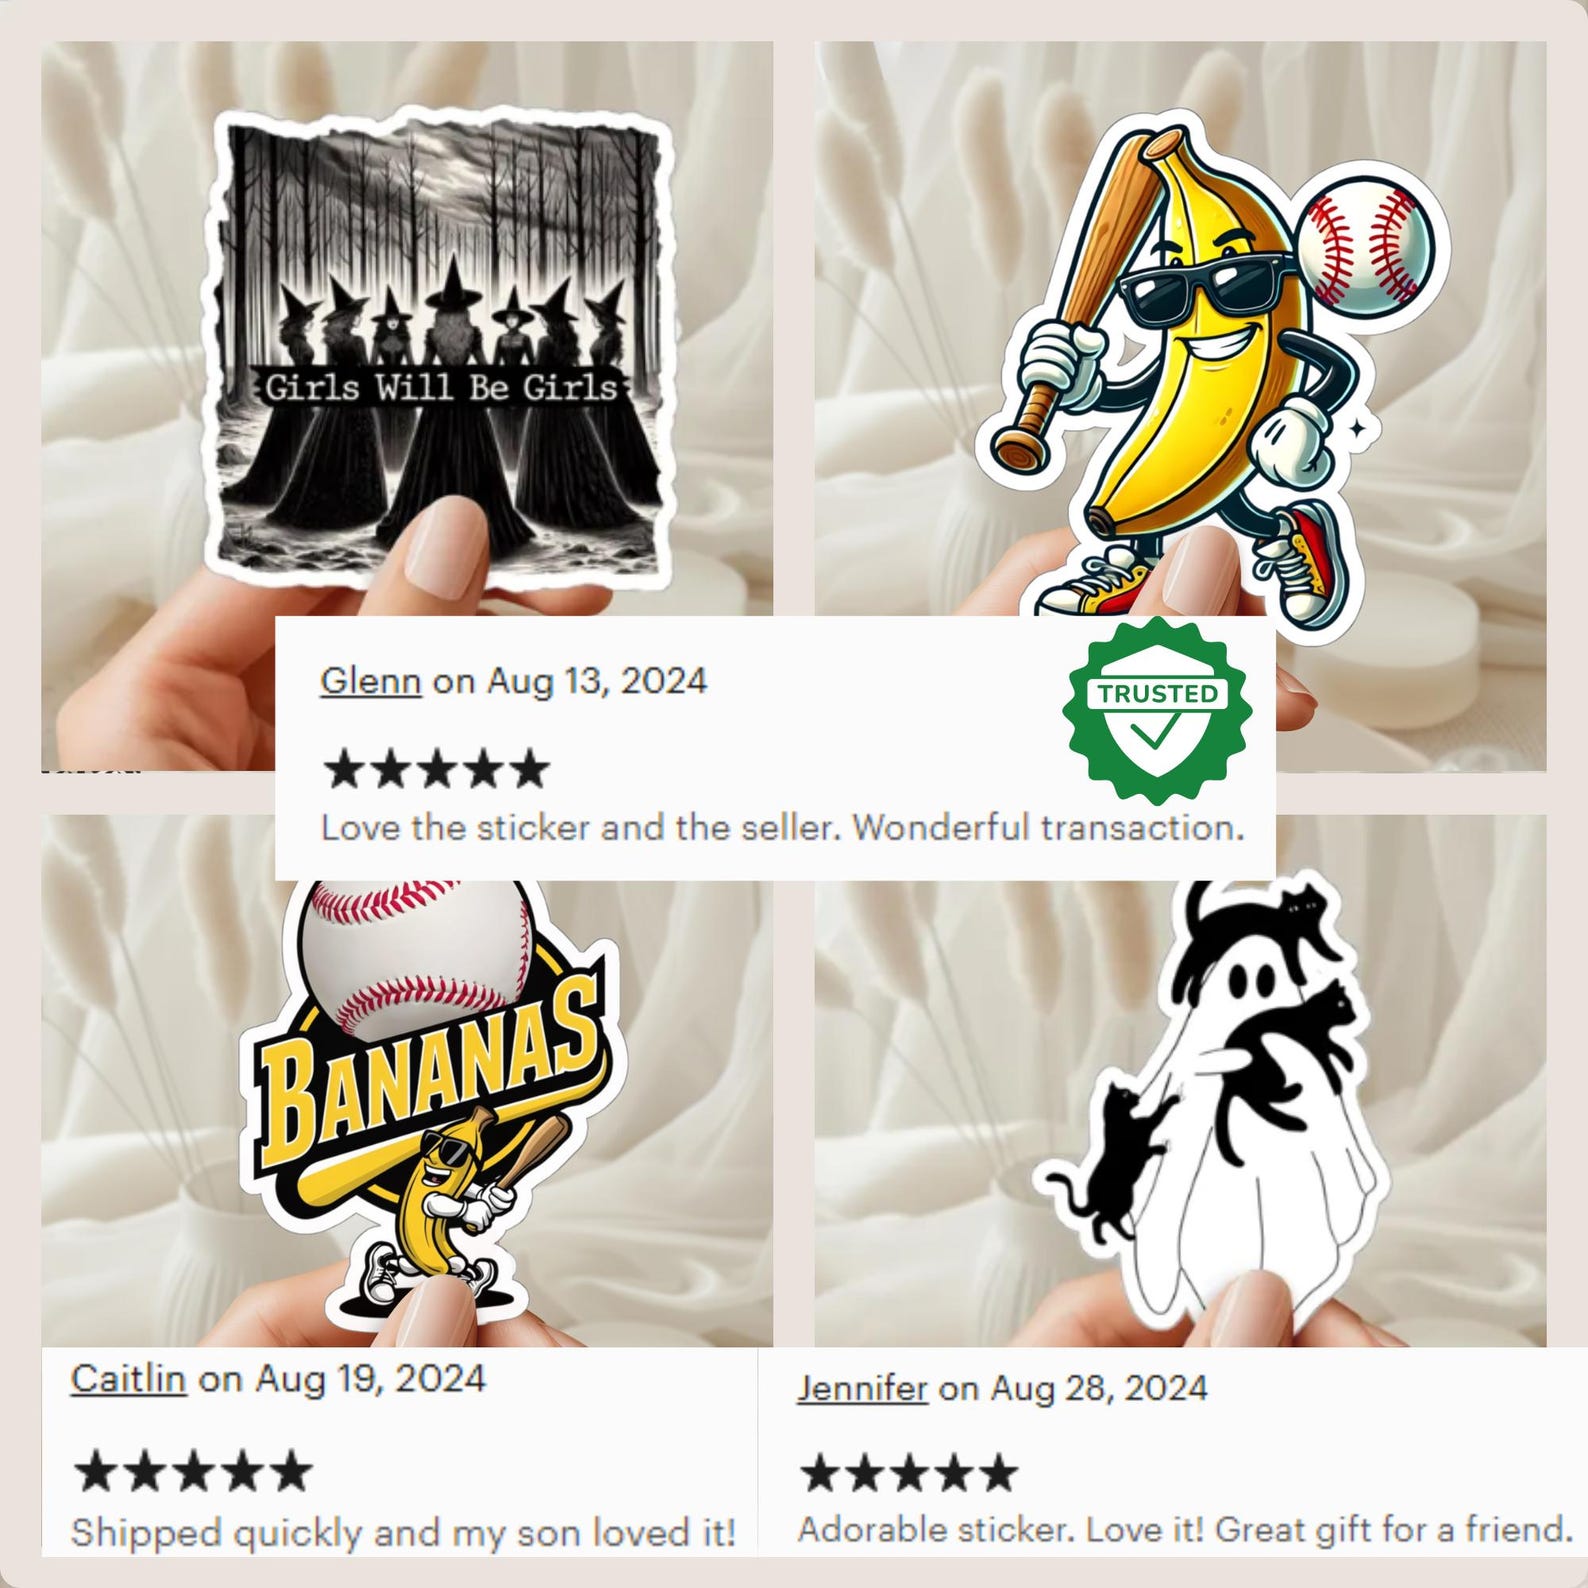 Girls Will Be Girls
Glenn on Aug 13, 2024
TRUSTED
★★★★★
Love the sticker and the seller. Wonderful transaction.
BANANAS
Caitlin on Aug 19, 2024
★★★★★
Shipped quickly and my son loved it!
Jennifer on Aug 28, 2024
★★★★★
Adorable sticker. Love it! Great gift for a friend.